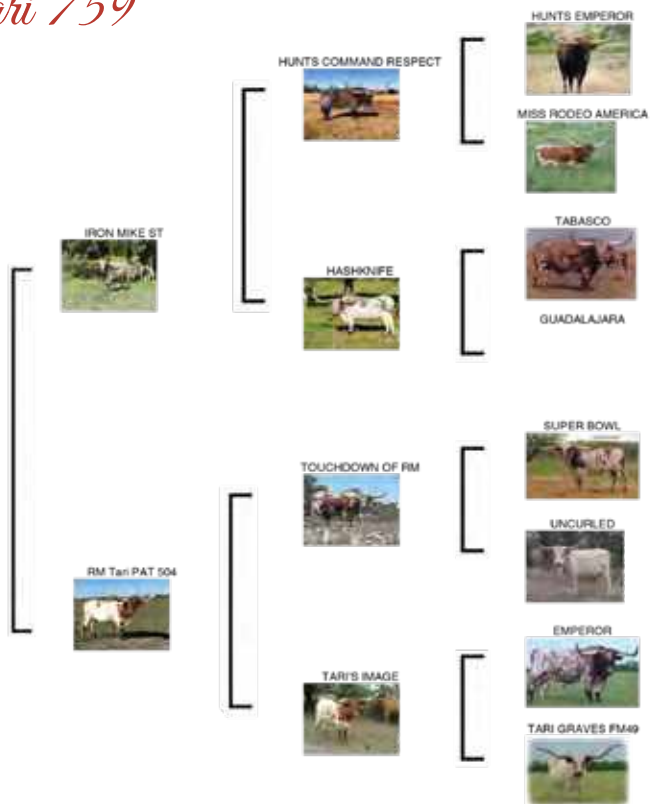 759
HUNTS EMPEROR
HUNTS COMMAND RESPECT
MISS RODEO AMERICA
IRON MIKE ST
TABASCO
HASHKNIFE
GUADALAJARA
SUPER BOWL
TOUCHDOWN OF RM
UNCURLED
RM Tari PAT 504
EMPEROR
TARI'S IMAGE
TARI GRAVES FM49